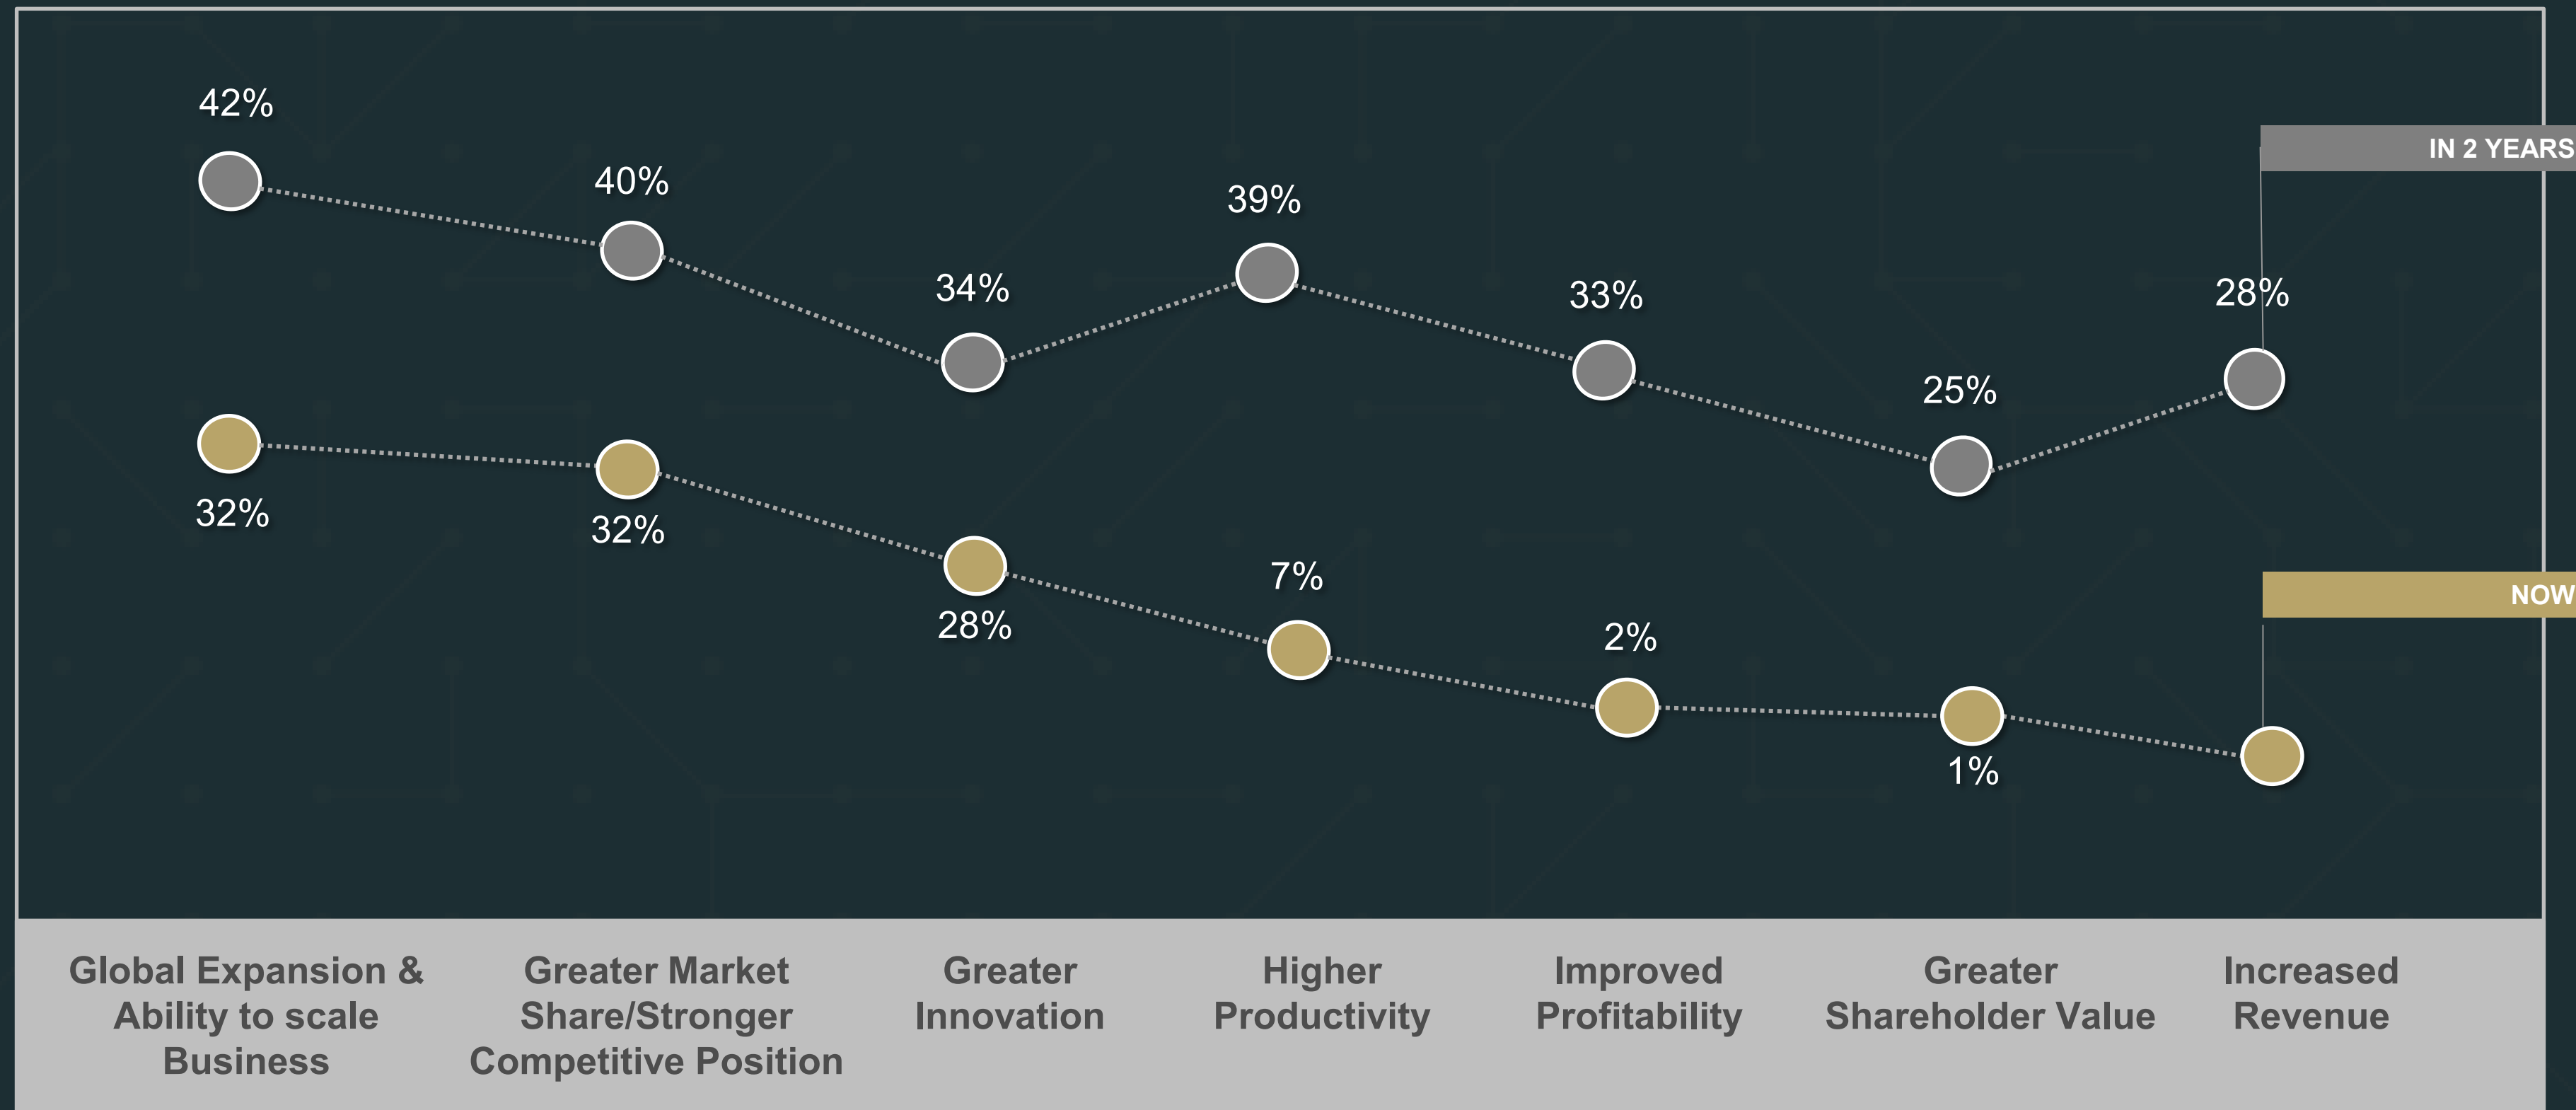 42%
40%
34%
39%
33%
25%
28%
IN 2 YEARS
32%
32%
28%
7%
2%
1%
NOW
Global Expansion &
Ability to scale
Business
Greater Market
Share/Stronger
Competitive Position
Greater
Innovation
Higher
Productivity
Improved
Profitability
Greater
Shareholder Value
Increased
Revenue